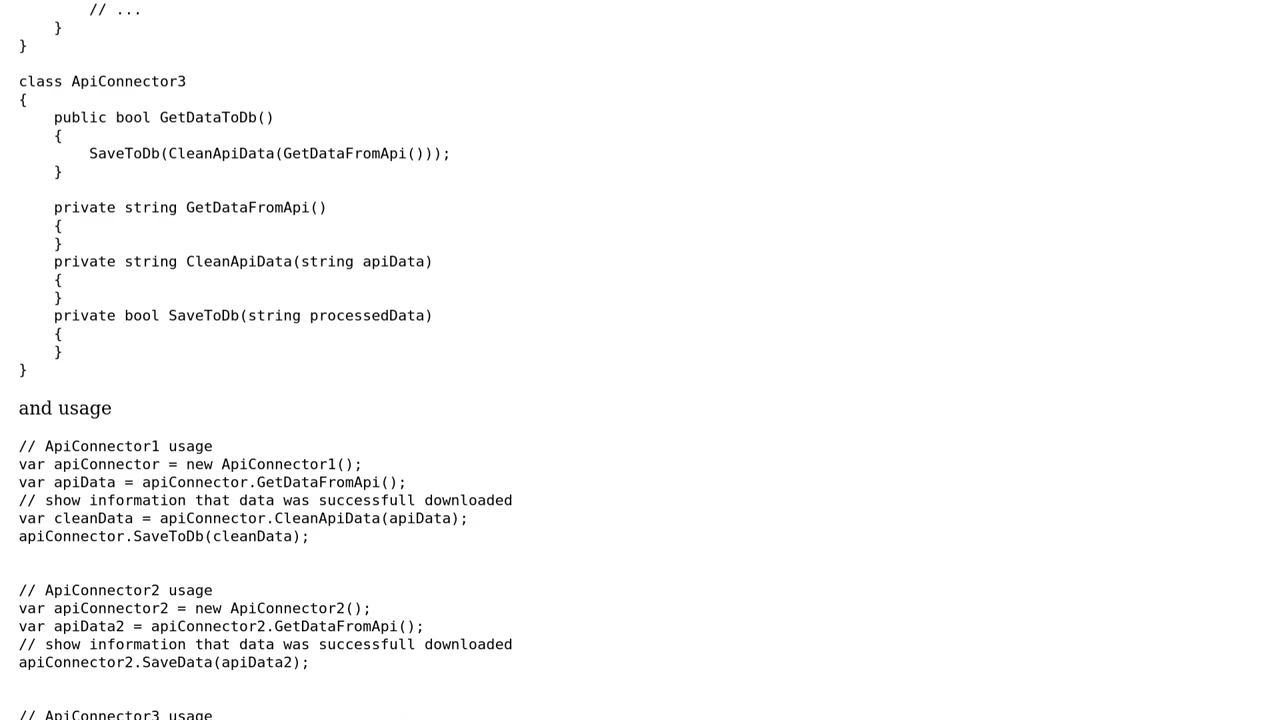 // ...
    }
}
class ApiConnector3
{
    public bool GetDataToDb()
    {
        SaveToDb(CleanApiData(GetDataFromApi()));
    }
    private string GetDataFromApi()
    {
    }
    private string CleanApiData(string apiData)
    {
    }
    private bool SaveToDb(string processedData)
    {
    }
}
and usage
// ApiConnector1 usage
var apiConnector = new ApiConnector1();
var apiData = apiConnector.GetDataFromApi();
// show information that data was successfull downloaded
var cleanData = apiConnector.CleanApiData(apiData);
apiConnector.SaveToDb(cleanData);
// ApiConnector2 usage
var apiConnector2 = new ApiConnector2();
var apiData2 = apiConnector2.GetDataFromApi();
// show information that data was successfull downloaded
apiConnector2.SaveData(apiData2);
// ApiConnector3 usage